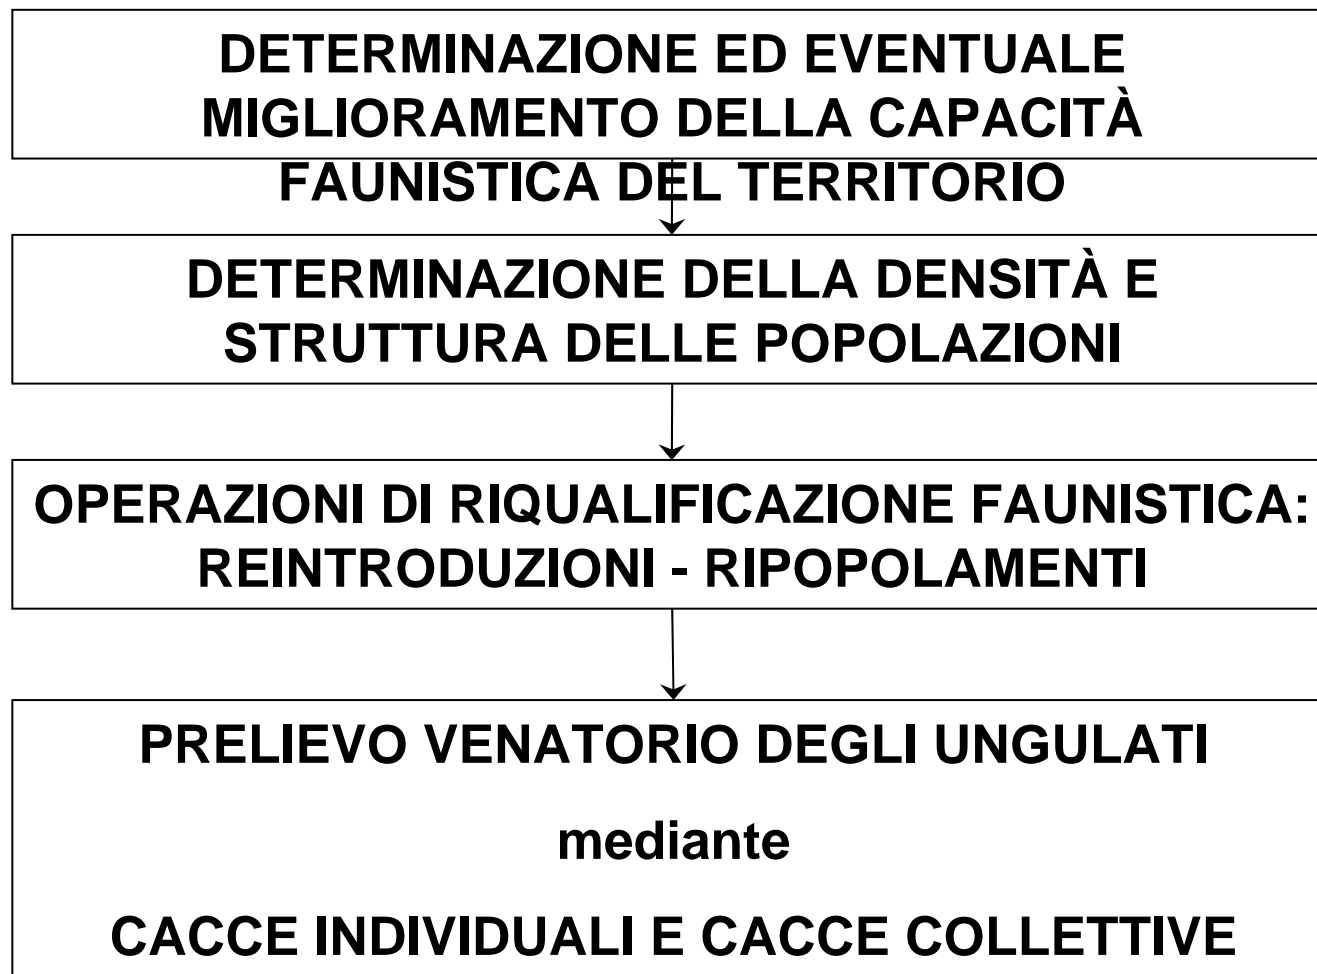 DETERMINAZIONE ED EVENTUALE
MIGLIORAMENTO DELLA CAPACITÀ
FAUNISTICA DEL TERRITORIO
DETERMINAZIONE DELLA DENSITÀ E
STRUTTURA DELLE POPOLAZIONI
OPERAZIONI DI RIQUALIFICAZIONE FAUNISTICA:
REINTRODUZIONI - RIPOPOLAMENTI
PRELIEVO VENATORIO DEGLI UNGULATI
mediante
CACCE INDIVIDUALI E CACCE COLLETTIVE